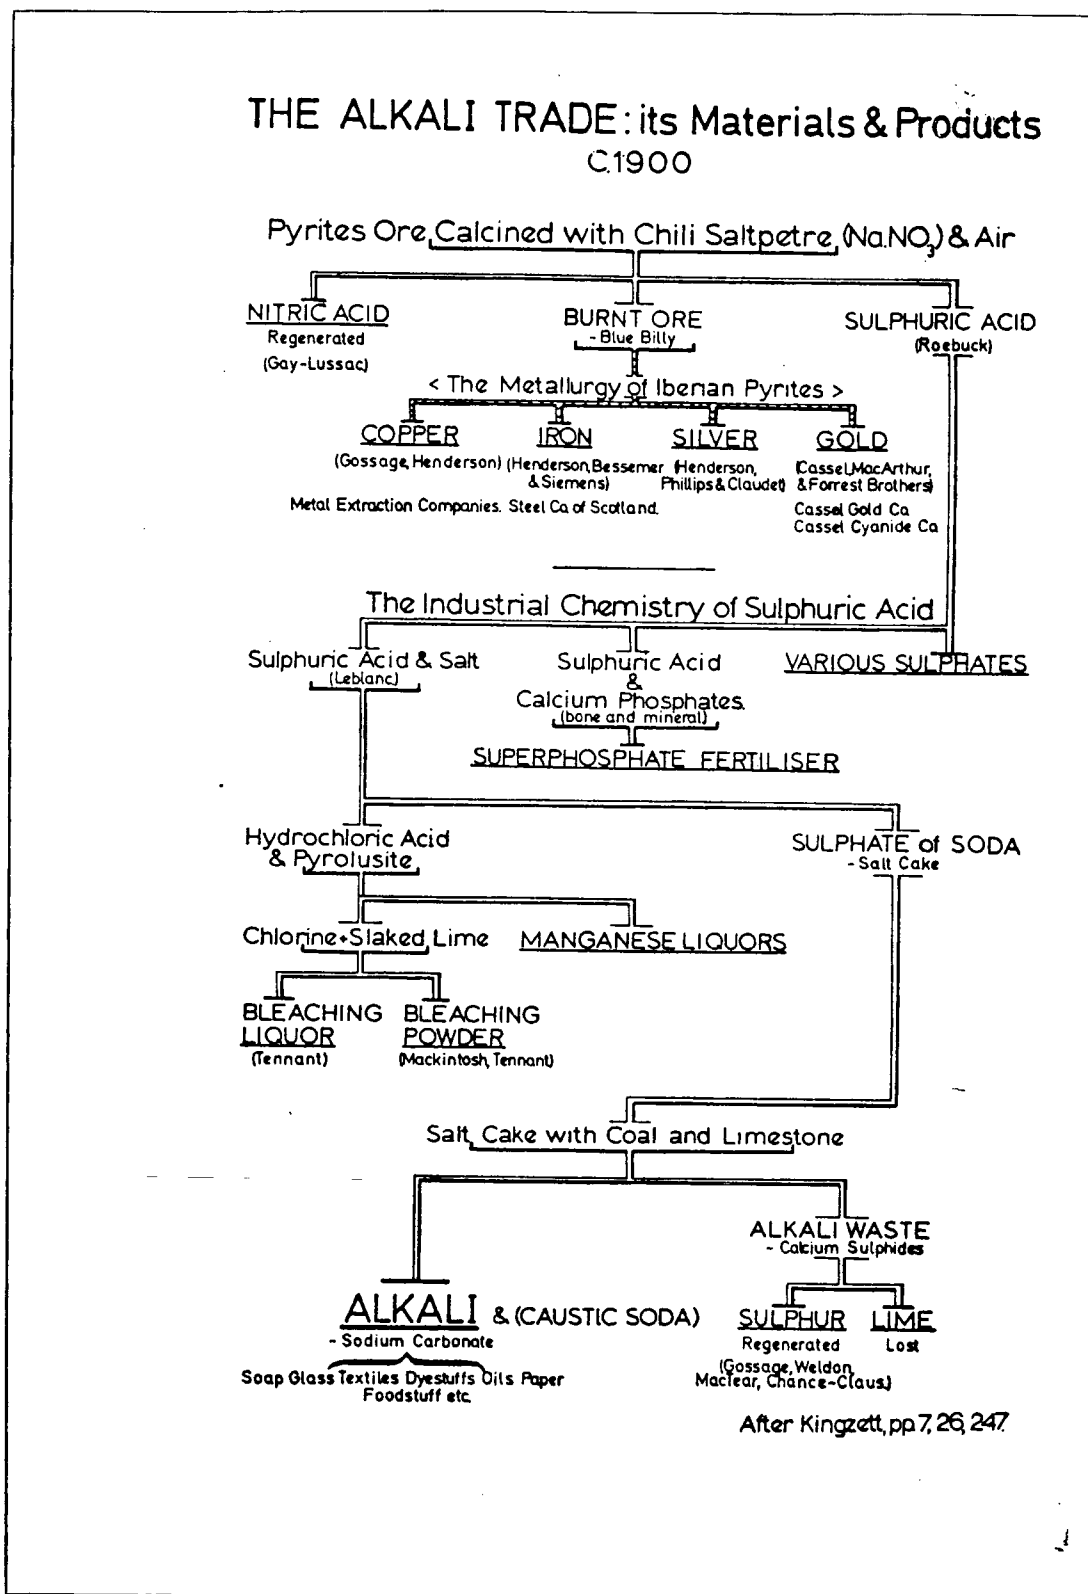 THE ALKALI TRADE: its Materials & Products
C.1900
Pyrites Ore, Calcined with Chili Saltpetre, (Na.NO3) & Air
NITRIC ACID
Regenerated
(Gay-Lussac)
BURNT ORE
- Blue Billy
SULPHURIC ACID
(Roebuck)
< The Metallurgy of Iberian Pyrites >
COPPER
(Gossage, Henderson)
IRON
(Henderson, Bessemer
& Siemens)
SILVER
(Henderson,
Phillips & Claudet)
GOLD
(Cassel, MacArthur,
& Forrest Brothers)
Metal Extraction Companies. Steel Co. of Scotland.
Cassel Gold Co
Cassel Cyanide Co
The Industrial Chemistry of Sulphuric Acid
Sulphuric Acid & Salt
(Leblanc)
Sulphuric Acid
&
Calcium Phosphates.
(bone and mineral)
VARIOUS SULPHATES
SUPERPHOSPHATE FERTILISER
Hydrochloric Acid
& Pyrolusite
SULPHATE of SODA
- Salt Cake
Chlorine + Slaked Lime
MANGANESE LIQUORS
BLEACHING
LIQUOR
(Tennant)
BLEACHING
POWDER
(Mackintosh, Tennant)
Salt Cake with Coal and Limestone
ALKALI WASTE
- Calcium Sulphides
ALKALI & (CAUSTIC SODA)
- Sodium Carbonate
Soap Glass Textiles Dyestuffs Oils Paper
Foodstuff etc.
SULPHUR
Regenerated
(Gossage, Weldon,
Mactear, Chance-Claus.)
LIME
Lost
After Kingzett, pp.7, 26, 247.